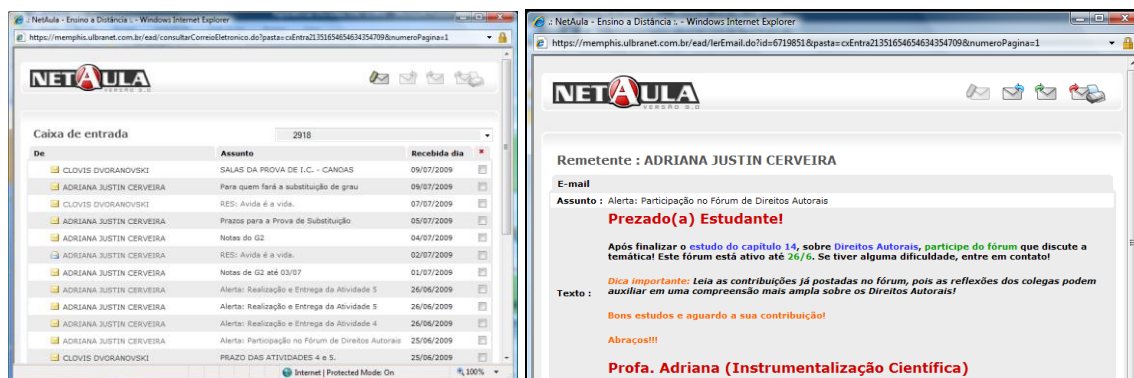 .: NetAula - Ensino a Distância :. - Windows Internet Explorer
https://memphis.ulbranet.com.br/ead/consultarCorreioEletronico.do?pasta=cxEntra21351654654634354709&numeroPagina=1
NETAULA
VERSÃO 3.0
Caixa de entrada 2918
De Assunto Recebida dia
CLOVIS DVORANOVSKI SALAS DA PROVA DE I.C. - CANOAS 09/07/2009
ADRIANA JUSTIN CERVEIRA Para quem fará a substituição de grau 09/07/2009
CLOVIS DVORANOVSKI RES: Avida é a vida. 07/07/2009
ADRIANA JUSTIN CERVEIRA Prazos para a Prova de Substituição 05/07/2009
ADRIANA JUSTIN CERVEIRA Notas do G2 04/07/2009
ADRIANA JUSTIN CERVEIRA RES: Avida é a vida. 02/07/2009
ADRIANA JUSTIN CERVEIRA Notas de G2 até 03/07 01/07/2009
ADRIANA JUSTIN CERVEIRA Alerta: Realização e Entrega da Atividade 5 26/06/2009
ADRIANA JUSTIN CERVEIRA Alerta: Realização e Entrega da Atividade 5 26/06/2009
ADRIANA JUSTIN CERVEIRA Alerta: Realização e Entrega da Atividade 4 26/06/2009
ADRIANA JUSTIN CERVEIRA Alerta: Participação no Fórum de Direitos Autorais 25/06/2009
CLOVIS DVORANOVSKI PRAZO DAS ATIVIDADES 4 e 5. 25/06/2009
Internet | Protected Mode: On 100%
.: NetAula - Ensino a Distância :. - Windows Internet Explorer
https://memphis.ulbranet.com.br/ead/lerEmail.do?id=6719851&pasta=cxEntra21351654654634354709&numeroPagina=1
NETAULA
VERSÃO 3.0
Remetente : ADRIANA JUSTIN CERVEIRA
E-mail
Assunto : Alerta: Participação no Fórum de Direitos Autorais
Prezado(a) Estudante!
Após finalizar o estudo do capítulo 14, sobre Direitos Autorais, participe do fórum que discute a
temática! Este fórum está ativo até 26/6. Se tiver alguma dificuldade, entre em contato!
Dica importante: Leia as contribuições já postadas no fórum, pois as reflexões dos colegas podem
Texto : auxiliar em uma compreensão mais ampla sobre os Direitos Autorais!
Bons estudos e aguardo a sua contribuição!
Abraços!!!
Profa. Adriana (Instrumentalização Científica)